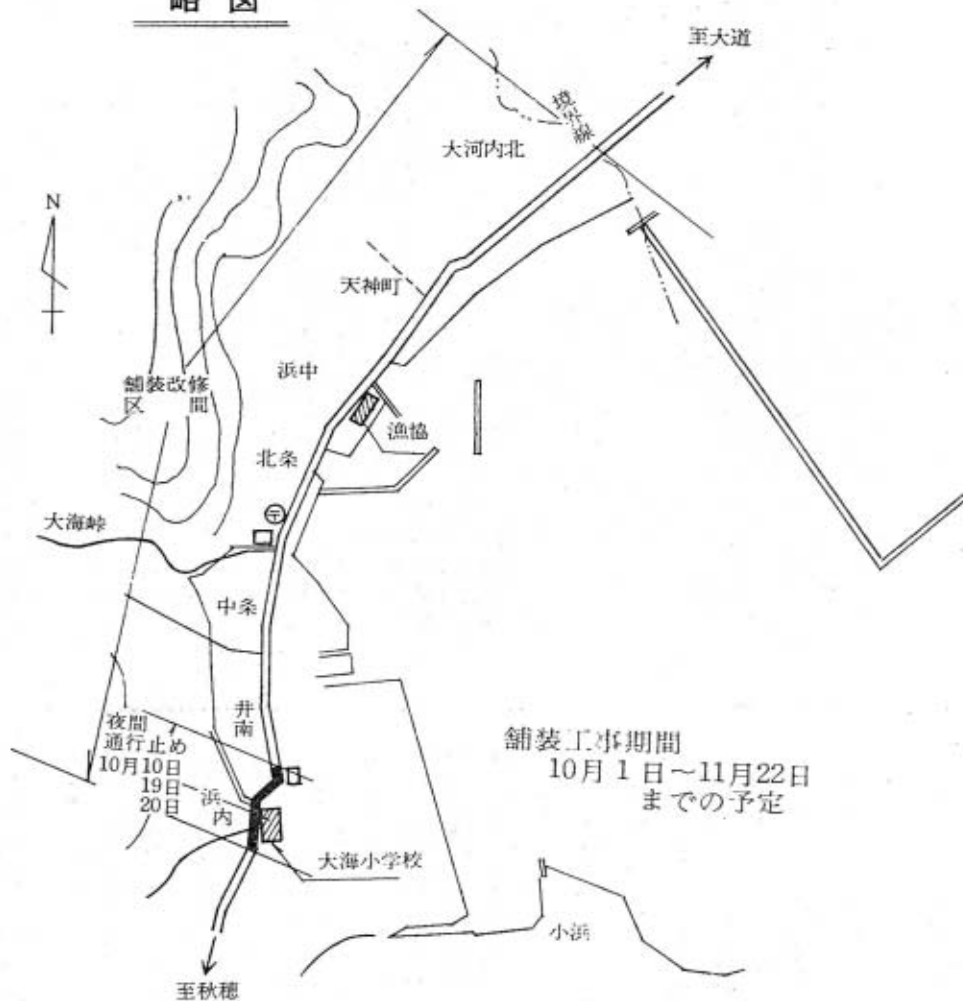 略図
至大道
境界線
大河内北
N
天神町
浜中
舗装改修
区間
漁協
北条
〒
大海峠
中条
井南
夜間
通行止め
10月10日
19日
20日
浜内
舗装工事期間
10月1日～11月22日
までの予定
大海小学校
小浜
至秋穂